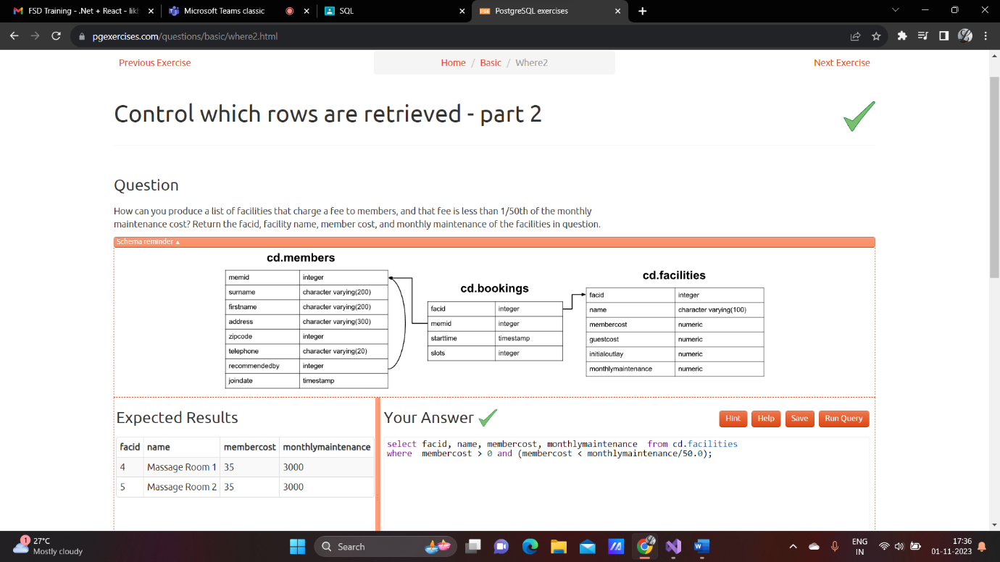 FSD Training - .Net + React - likh
Microsoft Teams classic
SQL
PostgreSQL exercises
pgexercises.com/questions/basic/where2.html
Previous Exercise
Home / Basic / Where2
Next Exercise
Control which rows are retrieved - part 2
Question
How can you produce a list of facilities that charge a fee to members, and that fee is less than 1/50th of the monthly
maintenance cost? Return the facid, facility name, member cost, and monthly maintenance of the facilities in question.
Schema reminder ▲
cd.members
memid integer
surname character varying(200)
firstname character varying(200)
address character varying(300)
zipcode integer
telephone character varying(20)
recommendedby integer
joindate timestamp
cd.bookings
facid integer
memid integer
starttime timestamp
slots integer
cd.facilities
facid integer
name character varying(100)
membercost numeric
guestcost numeric
initialoutlay numeric
monthlymaintenance numeric
Expected Results
facid name membercost monthlymaintenance
4 Massage Room 1 35 3000
5 Massage Room 2 35 3000
Your Answer
Hint Help Save Run Query
select facid, name, membercost, monthlymaintenance  from cd.facilities
where  membercost > 0 and (membercost < monthlymaintenance/50.0);
1
27°C
Mostly cloudy
Search
ENG
IN
17:36
01-11-2023